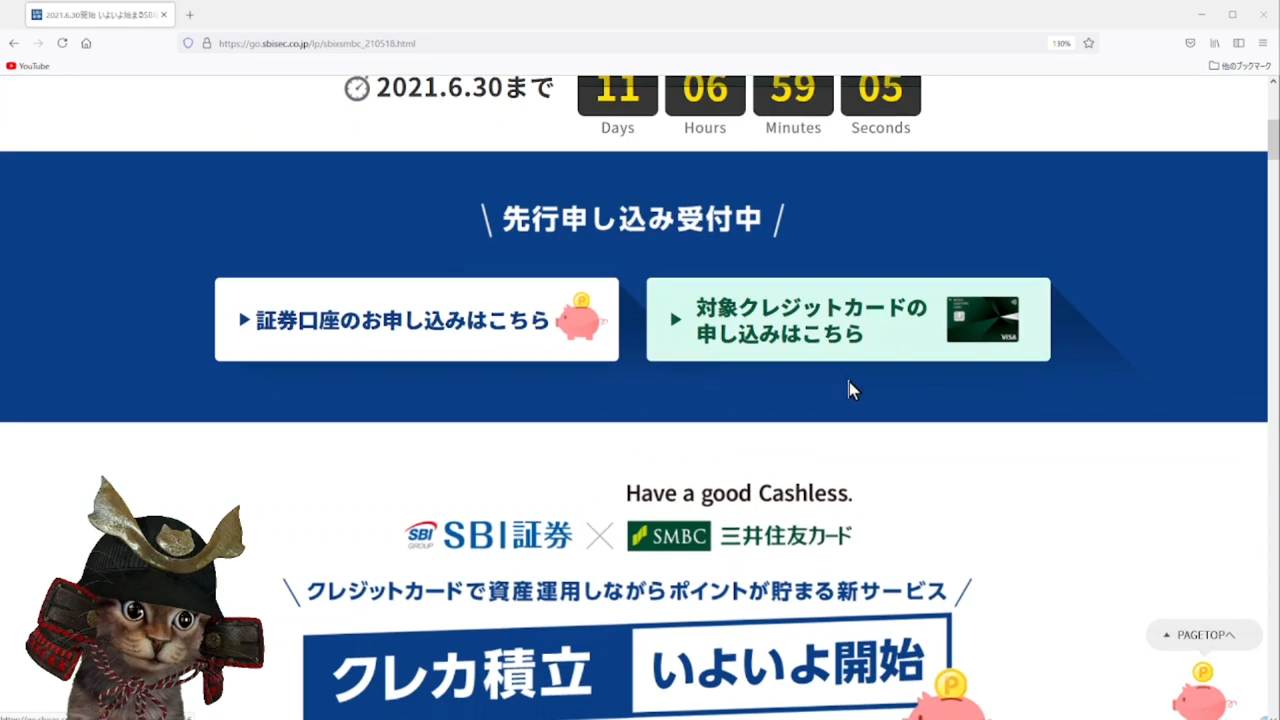 2021.6.30開始 いよいよ始まるSBI
https://go.sbisec.co.jp/lp/sbixsmbc_210518.html
130%
YouTube
他のブックマーク
2021.6.30まで
11 06 59 05
Days Hours Minutes Seconds
\ 先行申し込み受付中 /
証券口座のお申し込みはこちら
対象クレジットカードの
申し込みはこちら
VISA
Have a good Cashless.
SBI GROUP SBI証券 × SMBC 三井住友カード
\ クレジットカードで資産運用しながらポイントが貯まる新サービス /
クレカ積立 いよいよ開始
PAGETOPへ